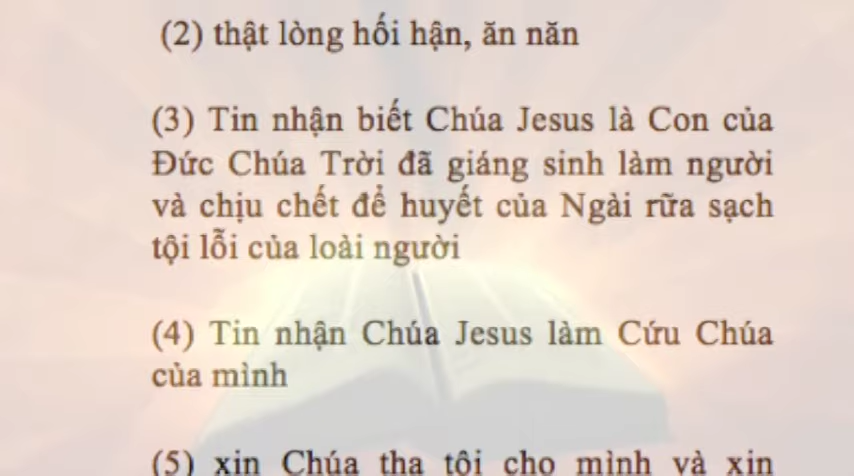 (2) thật lòng hối hận, ăn năn
(3) Tin nhận biết Chúa Jesus là Con của
Đức Chúa Trời đã giáng sinh làm người
và chịu chết để huyết của Ngài rữa sạch
tội lỗi của loài người
(4) Tin nhận Chúa Jesus làm Cứu Chúa
của mình
(5) xin Chúa tha tội cho mình và xin